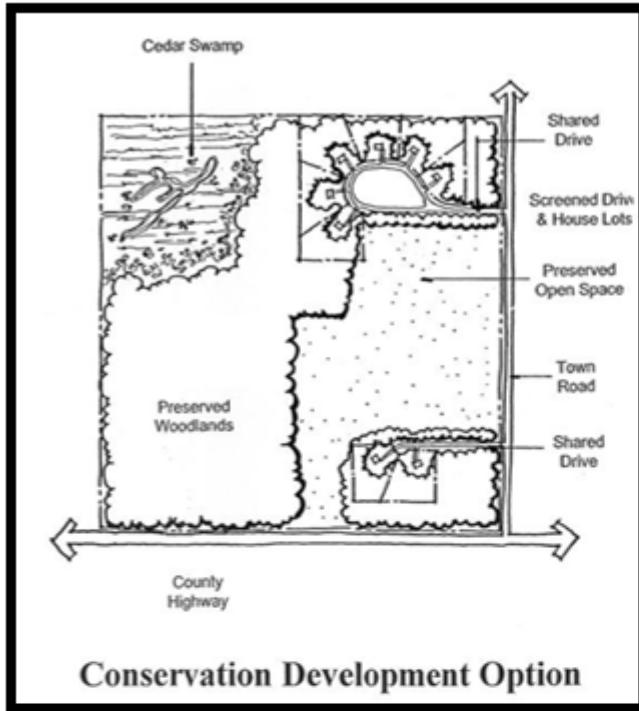 Cedar Swamp
Shared
Drive
Screened Driv
& House Lots
Preserved
Open Space
Preserved
Woodlands
Town
Road
Shared
Drive
County
Highway
Conservation Development Option